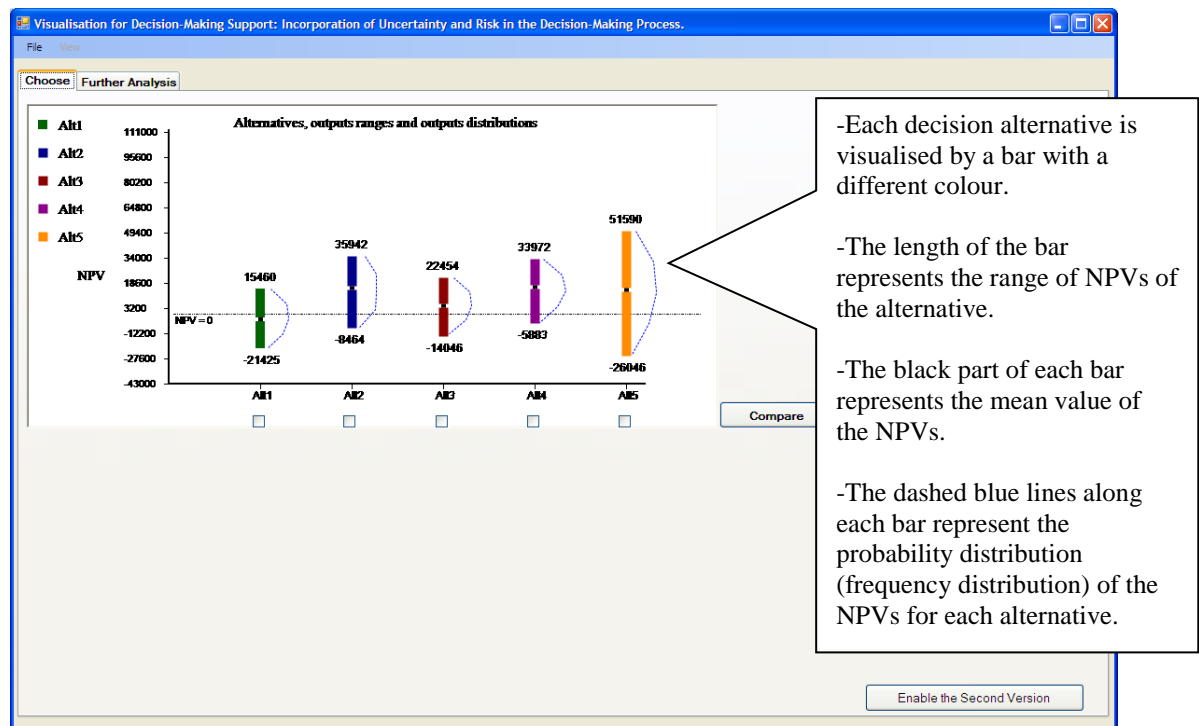 Visualisation for Decision-Making Support: Incorporation of Uncertainty and Risk in the Decision-Making Process.
File View
Choose Further Analysis
Alternatives, outputs ranges and outputs distributions
Alt1
Alt2
Alt3
Alt4
Alt5
NPV
111000
95600
80200
64800
49400
34000
18600
3200
-12200
-27600
-43000
NPV = 0
15460
-21425
35942
-8464
22454
-14046
33972
-5883
51590
-26046
Alt1 Alt2 Alt3 Alt4 Alt5
Compare
-Each decision alternative is
visualised by a bar with a
different colour.
-The length of the bar
represents the range of NPVs of
the alternative.
-The black part of each bar
represents the mean value of
the NPVs.
-The dashed blue lines along
each bar represent the
probability distribution
(frequency distribution) of the
NPVs for each alternative.
Enable the Second Version